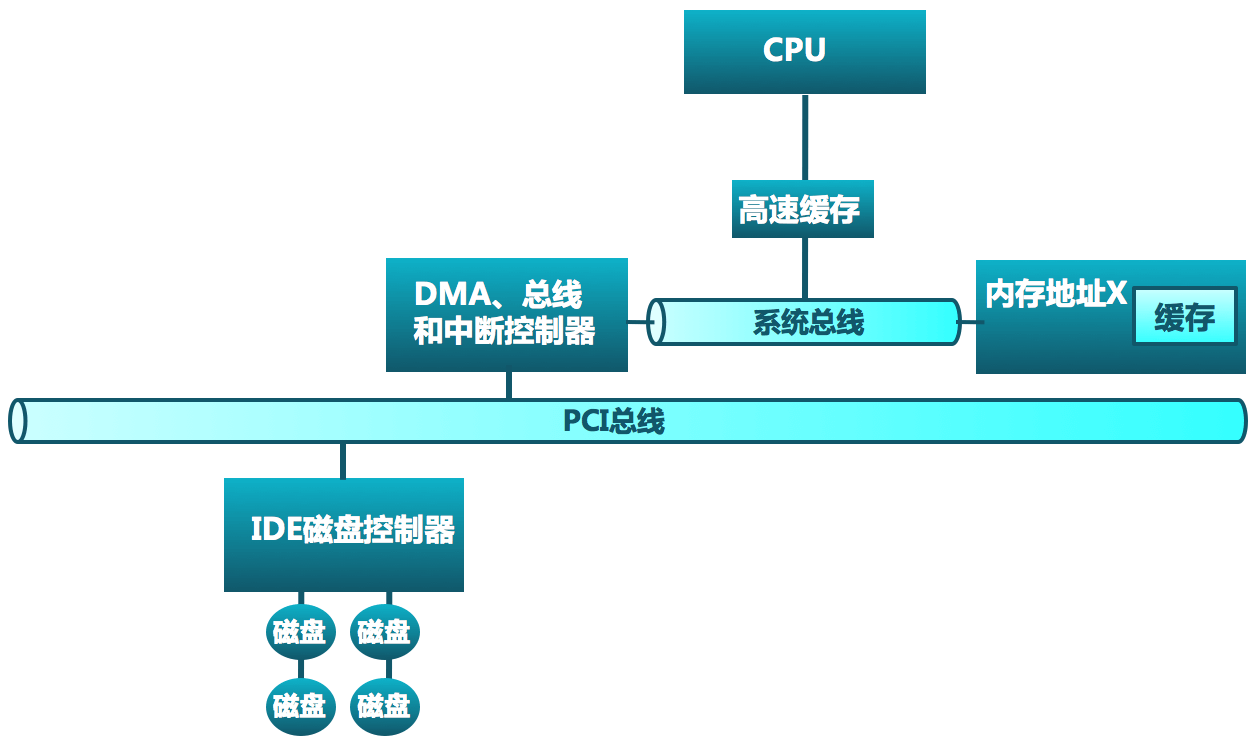 CPU
高速缓存
DMA、总线
和中断控制器
系统总线
内存地址X
缓存
PCI总线
IDE磁盘控制器
磁盘
磁盘
磁盘
磁盘